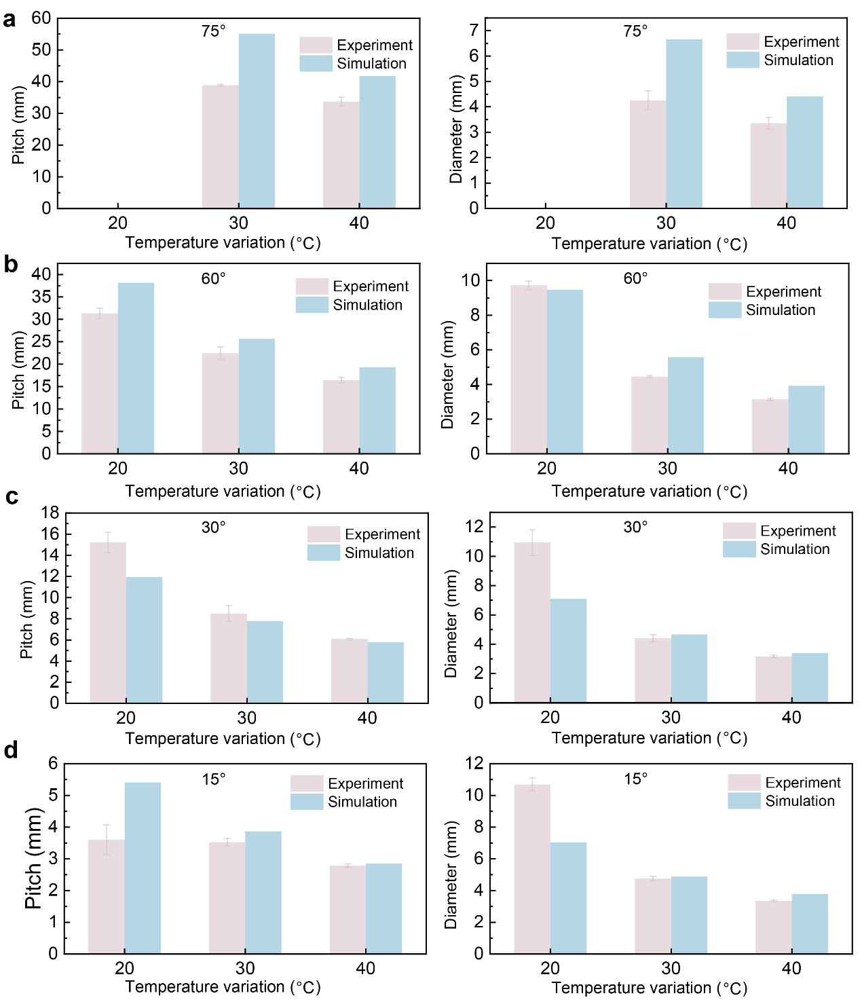 a
60
50
40
30
20
10
0
Pitch (mm)
75°
Experiment
Simulation
20 30 40
Temperature variation (°C)
7
6
5
4
3
2
1
0
Diameter (mm)
75°
Experiment
Simulation
20 30 40
Temperature variation (°C)
b
40
35
30
25
20
15
10
5
0
Pitch (mm)
60°
Experiment
Simulation
20 30 40
Temperature variation (°C)
10
8
6
4
2
0
Diameter (mm)
60°
Experiment
Simulation
20 30 40
Temperature variation (°C)
c
18
16
14
12
10
8
6
4
2
0
Pitch (mm)
30°
Experiment
Simulation
20 30 40
Temperature variation (°C)
12
10
8
6
4
2
0
Diameter (mm)
30°
Experiment
Simulation
20 30 40
Temperature variation (°C)
d
6
5
4
3
2
1
0
Pitch (mm)
15°
Experiment
Simulation
20 30 40
Temperature variation (°C)
12
10
8
6
4
2
0
Diameter (mm)
15°
Experiment
Simulation
20 30 40
Temperature variation (°C)